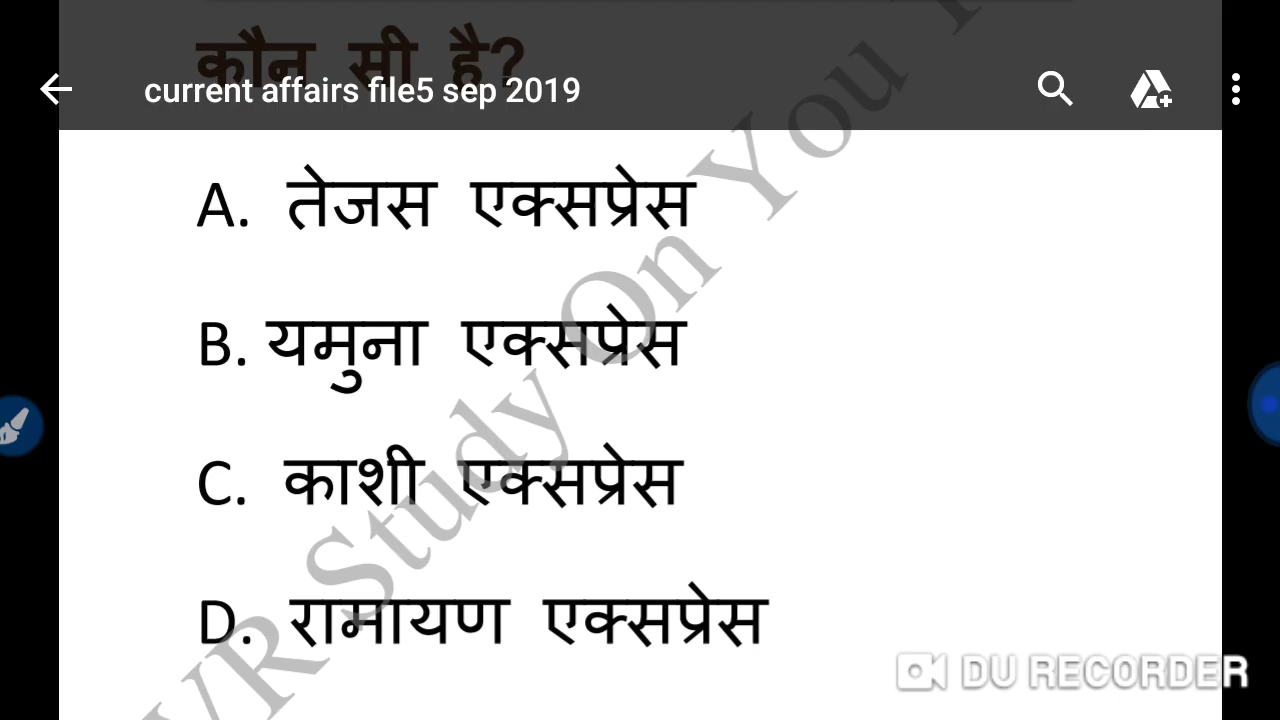 कौन सी है?
current affairs file5 sep 2019
A. तेजस एक्सप्रेस
B. यमुना एक्सप्रेस
C. काशी एक्सप्रेस
D. रामायण एक्सप्रेस
VR Study On You
DU RECORDER